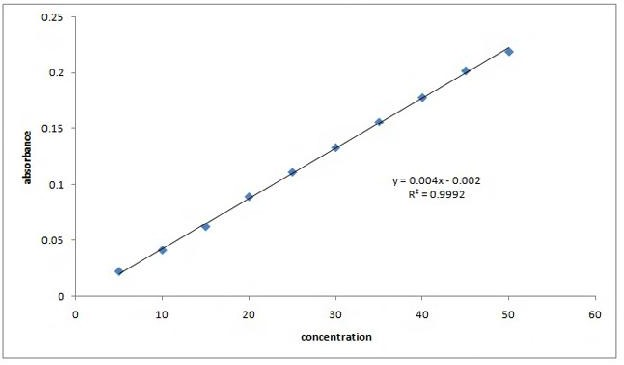 0.25
0.2
0.15
0.1
0.05
0
absorbance
y = 0.004x - 0.002
R² = 0.9992
0 10 20 30 40 50 60
concentration